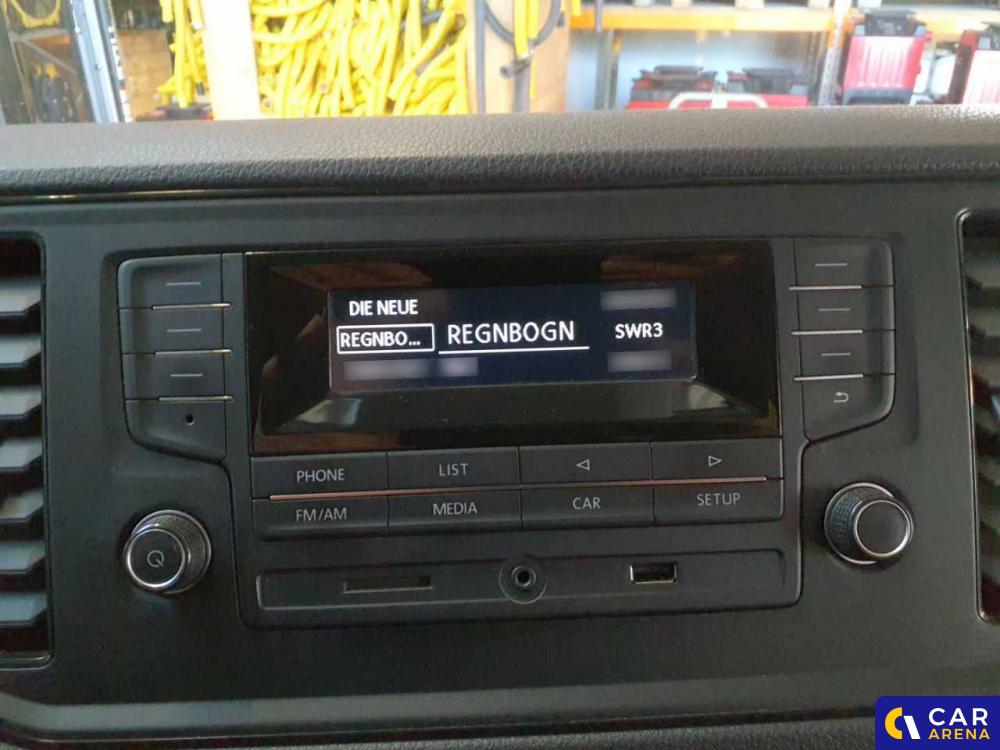 DIE NEUE
REGNBO...
REGNBOGN
SWR3
PHONE
LIST
FM/AM
MEDIA
CAR
SETUP
CAR
ARENA